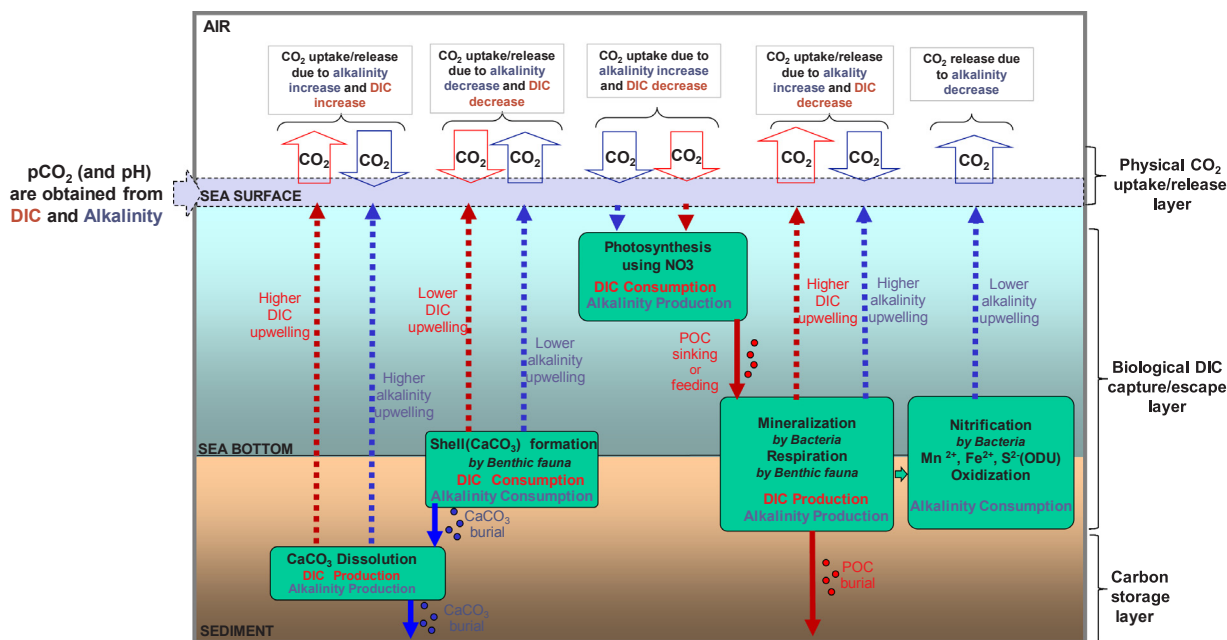 AIR
CO2 uptake/release
due to alkalinity
increase and DIC
increase
CO2 uptake/release
due to alkalinity
decrease and DIC
decrease
CO2 uptake due to
alkalinity increase
and DIC decrease
CO2 uptake/release
due to alkality
increase and DIC
decrease
CO2 release due
to alkalinity
decrease
CO2
CO2
CO2
CO2
CO2
CO2
CO2
CO2
CO2
pCO2 (and pH)
are obtained from
DIC and Alkalinity
SEA SURFACE
Physical CO2
uptake/release
layer
Photosynthesis
using NO3
DIC Consumption
Alkalinity Production
Higher
DIC
upwelling
Higher
alkalinity
upwelling
Lower
DIC
upwelling
Lower
alkalinity
upwelling
POC
sinking
or
feeding
Higher
DIC
upwelling
Higher
alkalinity
upwelling
Lower
alkalinity
upwelling
Biological DIC
capture/escape
layer
SEA BOTTOM
Shell(CaCO3) formation
by Benthic fauna
DIC Consumption
Alkalinity Consumption
Mineralization
by Bacteria
Respiration
by Benthic fauna
DIC Production
Alkalinity Production
Nitrification
by Bacteria
Mn 2+, Fe2+, S2-(ODU)
Oxidization
Alkalinity Consumption
CaCO3
burial
CaCO3 Dissolution
DIC Production
Alkalinity Production
CaCO3
burial
POC
burial
Carbon
storage
layer
SEDIMENT